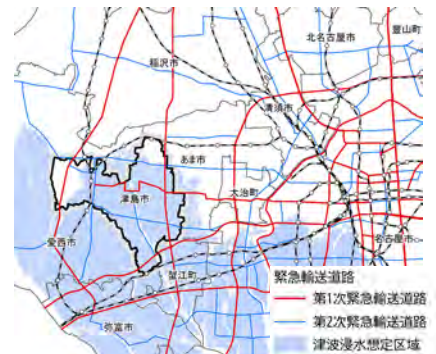 豊山町
北名古屋市
稲沢市
清須市
あま市
大治町
津島市
名古屋市
愛西市
蟹江町
弥富市
緊急輸送道路
第1次緊急輸送道路
第2次緊急輸送道路
津波浸水想定区域